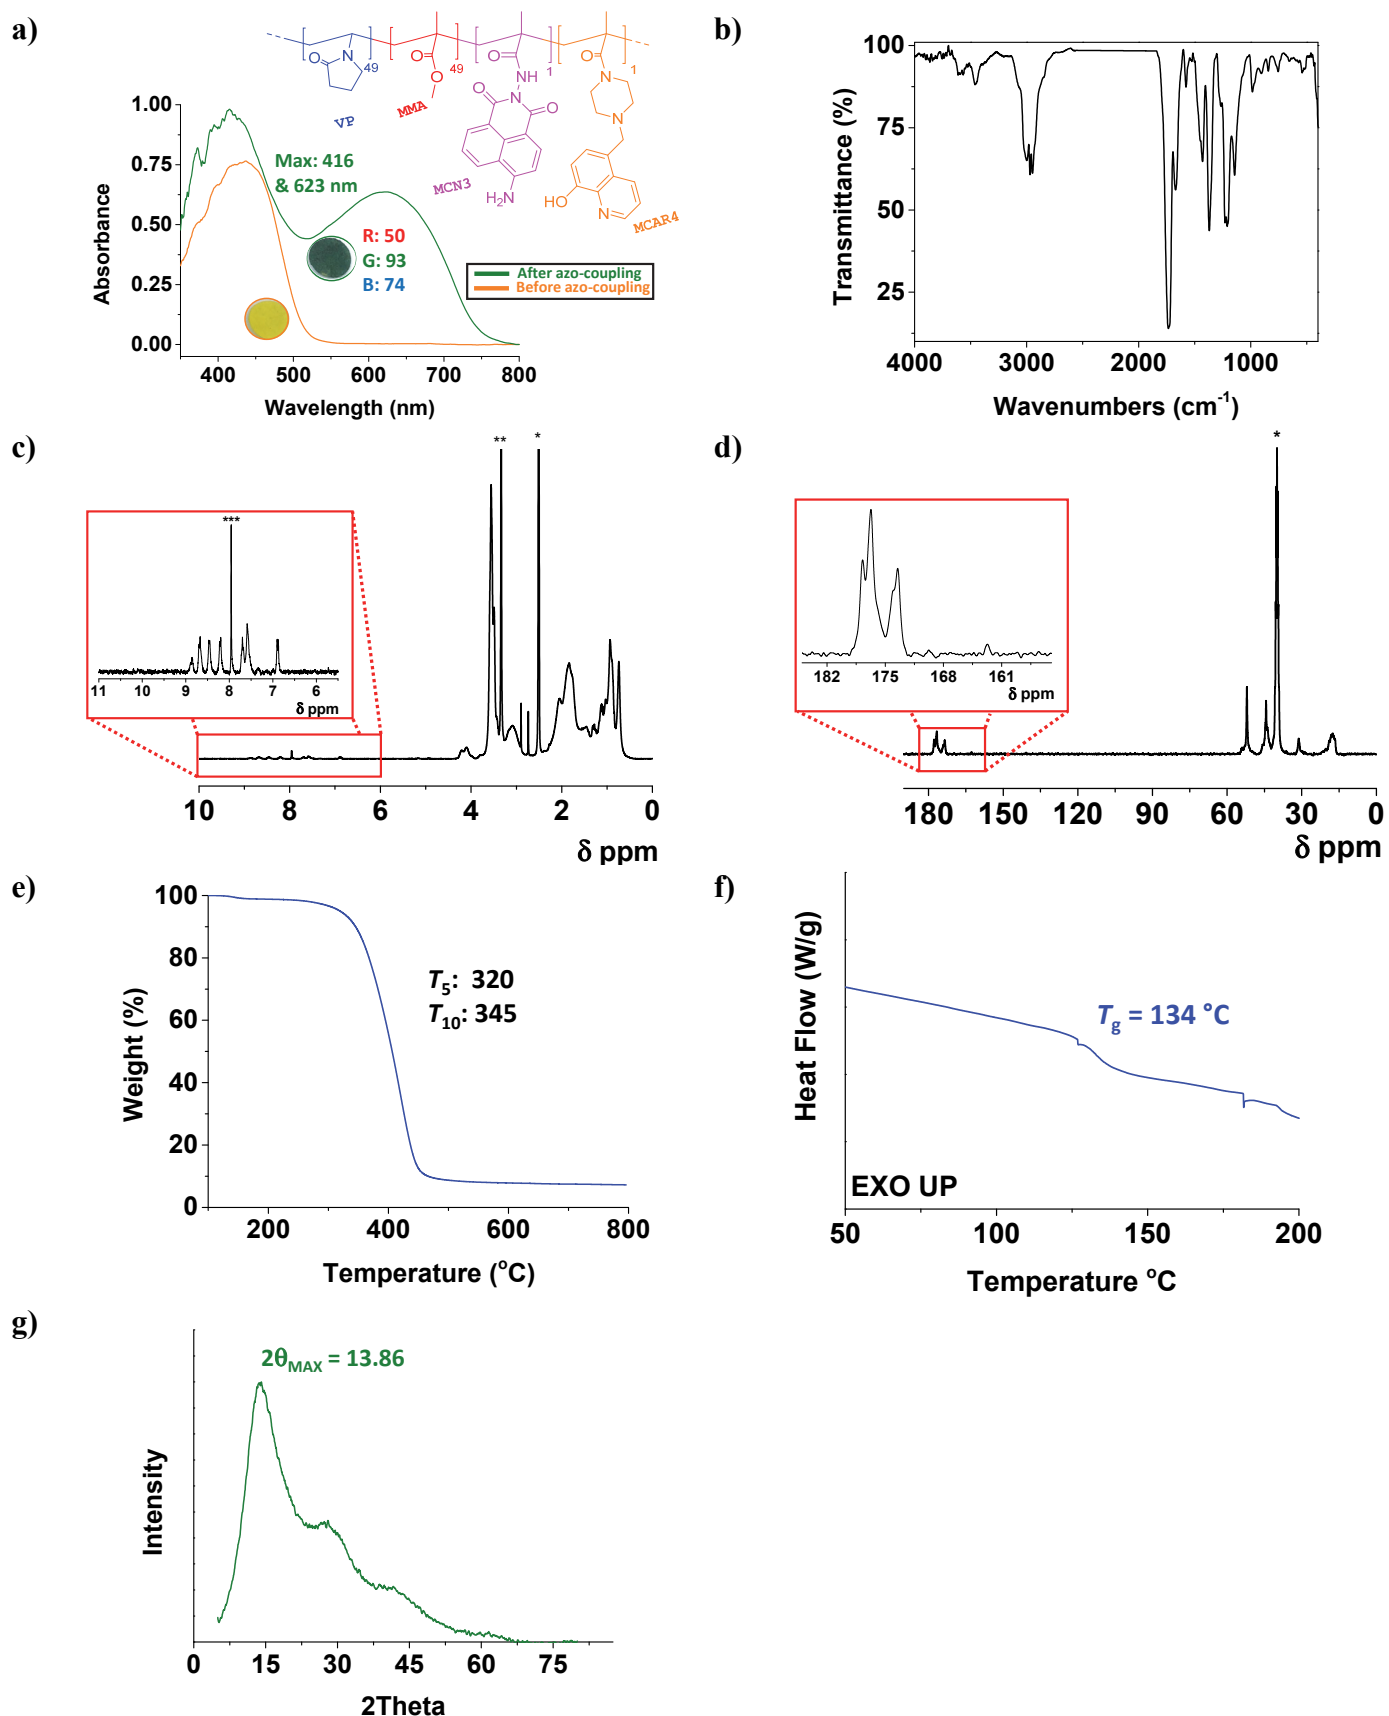 a)
49
49
1
1
O
N
O
O
O
NH
O
N
O
H₂N
O
N
N
HO
N
VP
MMA
MCN3
MCAR4
1.00
0.75
0.50
0.25
0.00
Absorbance
Max: 416
& 623 nm
R: 50
G: 93
B: 74
After azo-coupling
Before azo-coupling
400 500 600 700 800
Wavelength (nm)
b)
100
75
50
25
Transmittance (%)
4000 3000 2000 1000
Wavenumbers (cm⁻¹)
c)
** *
***
11 10 9 8 7 6
δ ppm
10 8 6 4 2 0
δ ppm
d)
*
182 175 168 161
δ ppm
180 150 120 90 60 30 0
δ ppm
e)
100
80
60
40
20
0
Weight (%)
T₅: 320
T₁₀: 345
200 400 600 800
Temperature (°C)
f)
Heat Flow (W/g)
Tg = 134 °C
EXO UP
50 100 150 200
Temperature °C
g)
2θMAX = 13.86
Intensity
0 15 30 45 60 75
2Theta